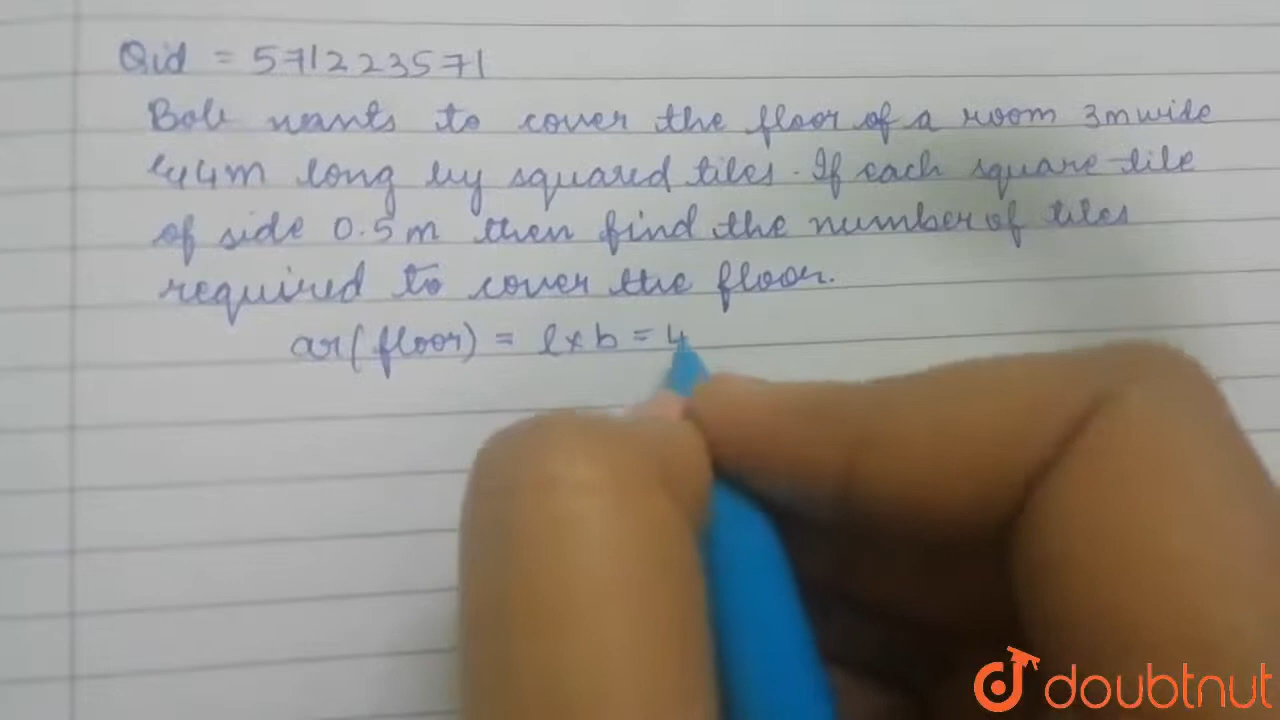 Qid = 571223571
Bob wants to cover the floor of a room 3m wide
& 4m long by squared tiles. If each square tile
of side 0.5m then find the number of tiles
required to cover the floor.
ar(floor) = l×b = 4
doubtnut